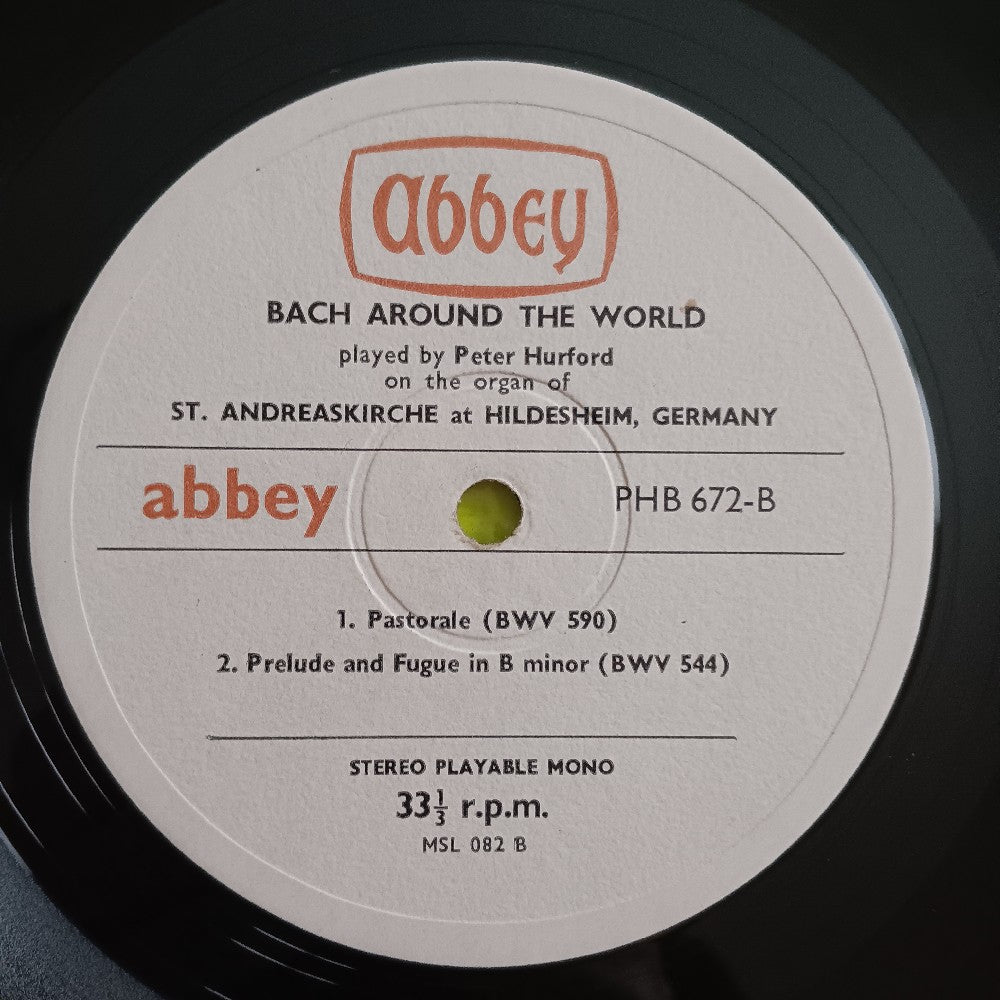 abbey
BACH AROUND THE WORLD
played by Peter Hurford
on the organ of
ST. ANDREASKIRCHE at HILDESHEIM, GERMANY
abbey PHB 672-B
1. Pastorale (BWV 590)
2. Prelude and Fugue in B minor (BWV 544)
STEREO PLAYABLE MONO
33⅓ r.p.m.
MSL 082 B